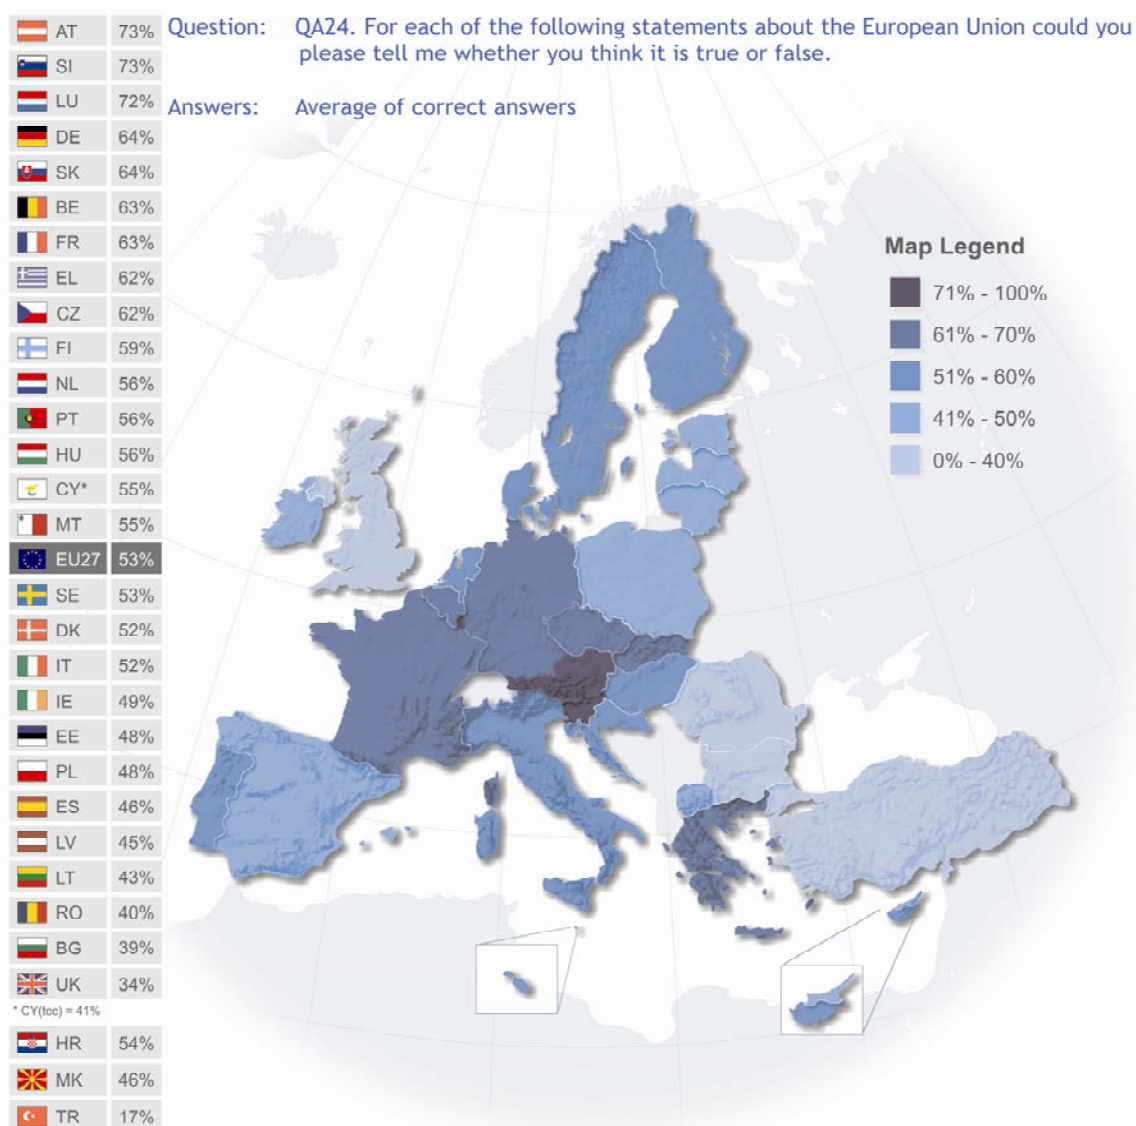 Question: QA24. For each of the following statements about the European Union could you
please tell me whether you think it is true or false.
Answers: Average of correct answers
AT 73%
SI 73%
LU 72%
DE 64%
SK 64%
BE 63%
FR 63%
EL 62%
CZ 62%
FI 59%
NL 56%
PT 56%
HU 56%
CY* 55%
MT 55%
EU27 53%
SE 53%
DK 52%
IT 52%
IE 49%
EE 48%
PL 48%
ES 46%
LV 45%
LT 43%
RO 40%
BG 39%
UK 34%
* CY(tcc) = 41%
HR 54%
MK 46%
TR 17%
Map Legend
71% - 100%
61% - 70%
51% - 60%
41% - 50%
0% - 40%